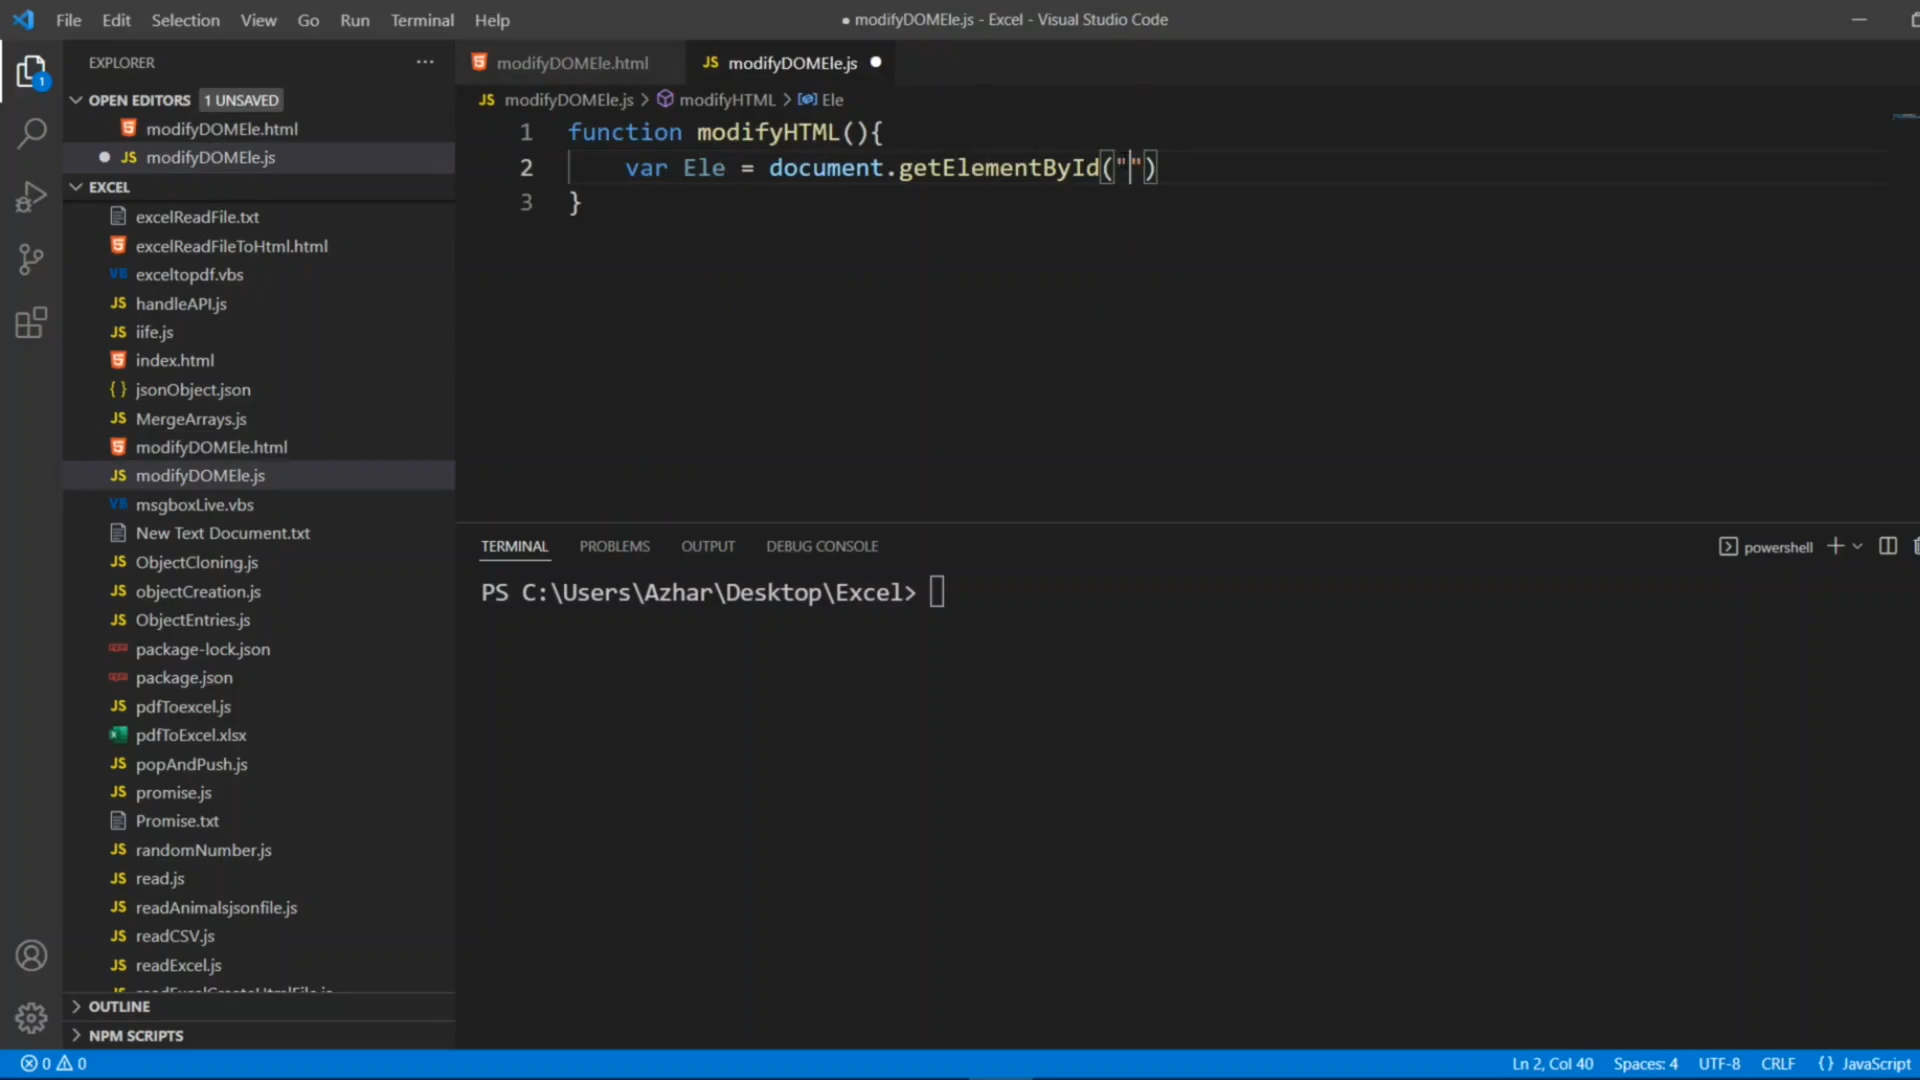 File Edit Selection View Go Run Terminal Help
● modifyDOMEle.js - Excel - Visual Studio Code
EXPLORER
1
OPEN EDITORS 1 UNSAVED
modifyDOMEle.html
JS modifyDOMEle.js
EXCEL
excelReadFile.txt
excelReadFileToHtml.html
VB exceltopdf.vbs
JS handleAPI.js
JS iife.js
index.html
{ } jsonObject.json
JS MergeArrays.js
modifyDOMEle.html
JS modifyDOMEle.js
VB msgboxLive.vbs
New Text Document.txt
JS ObjectCloning.js
JS objectCreation.js
JS ObjectEntries.js
package-lock.json
package.json
JS pdfToexcel.js
pdfToExcel.xlsx
JS popAndPush.js
JS promise.js
Promise.txt
JS randomNumber.js
JS read.js
JS readAnimalsjsonfile.js
JS readCSV.js
JS readExcel.js
OUTLINE
NPM SCRIPTS
modifyDOMEle.html
JS modifyDOMEle.js ●
JS modifyDOMEle.js > modifyHTML > Ele
1 function modifyHTML(){
2 var Ele = document.getElementById("")
3 }
TERMINAL PROBLEMS OUTPUT DEBUG CONSOLE
powershell
PS C:\Users\Azhar\Desktop\Excel>
0 0
Ln 2, Col 40 Spaces: 4 UTF-8 CRLF {} JavaScript